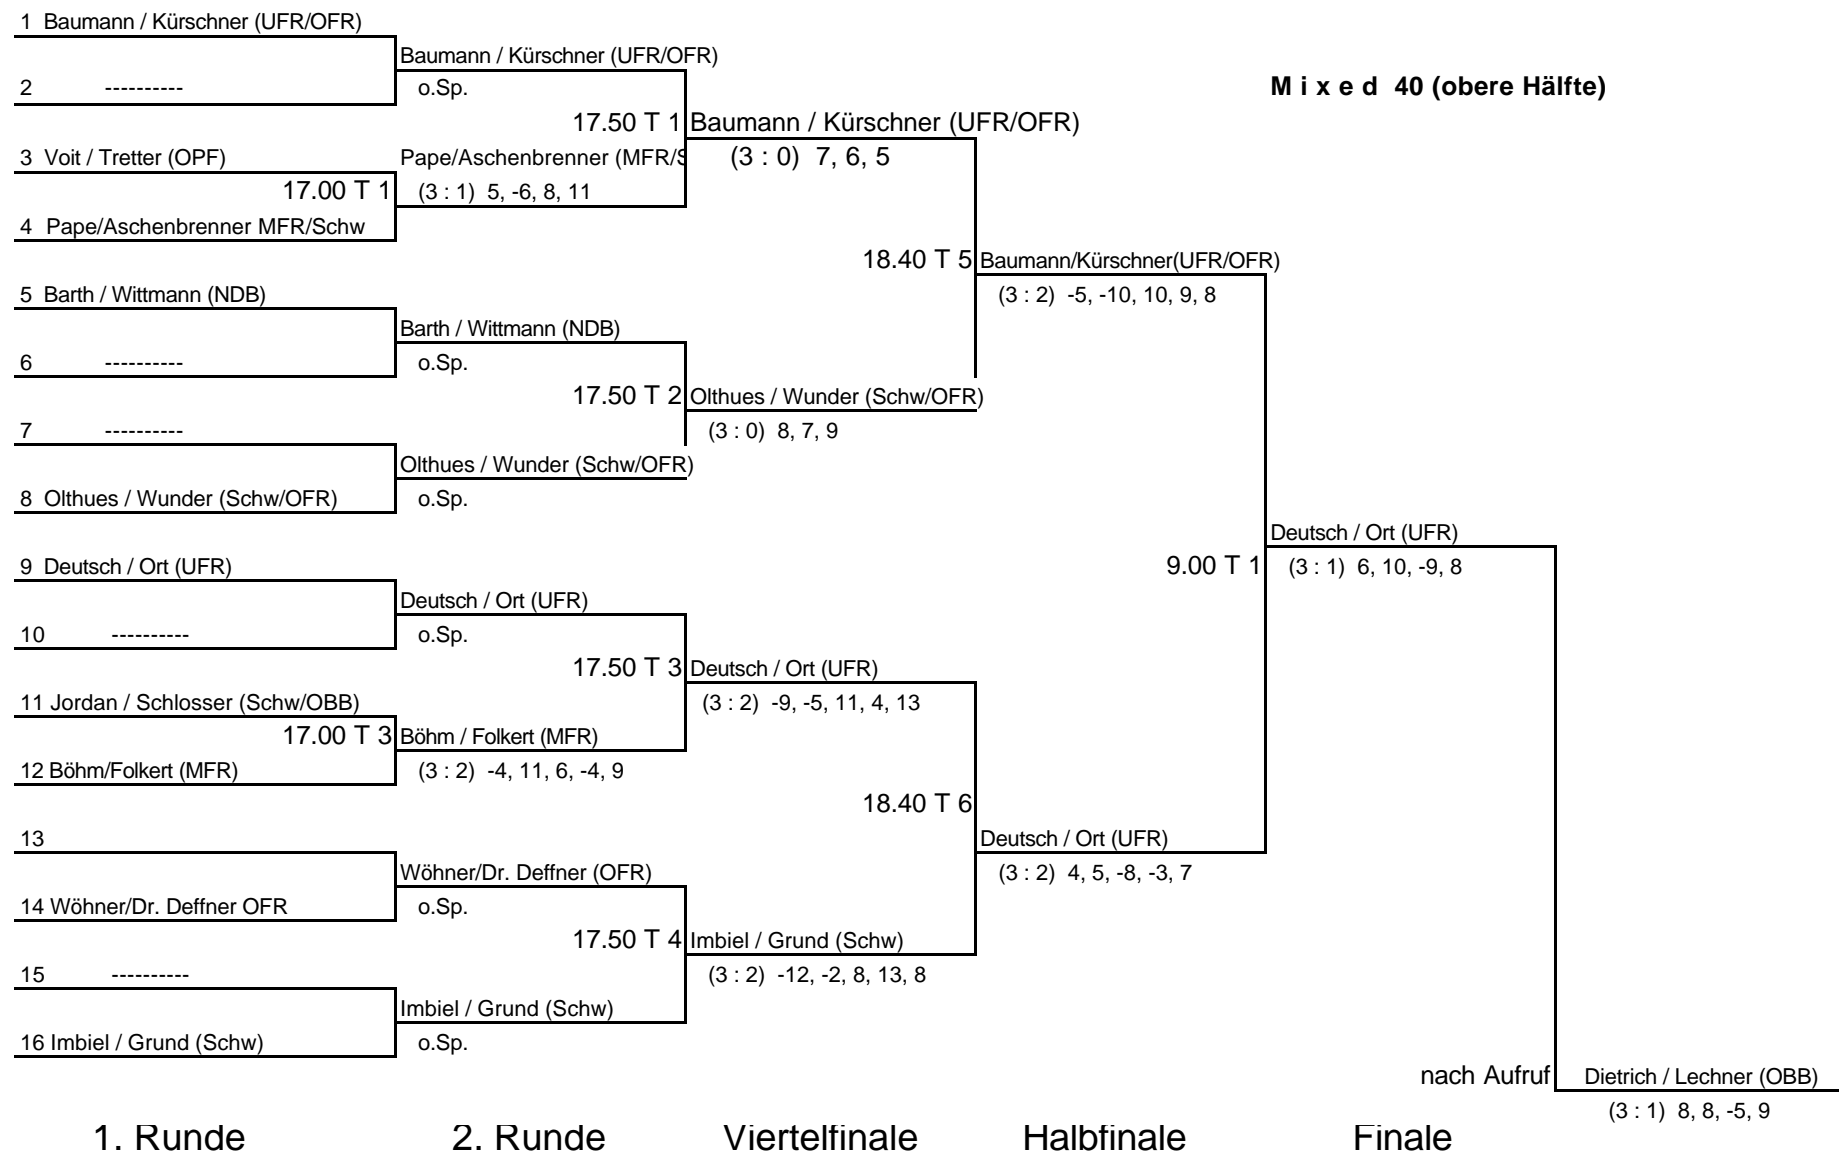 1 Baumann / Kürschner (UFR/OFR)
Baumann / Kürschner (UFR/OFR)
2 ----------
o.Sp.
M i x e d 40 (obere Hälfte)
17.50 T 1 Baumann / Kürschner (UFR/OFR)
3 Voit / Tretter (OPF)
Pape/Aschenbrenner (MFR/S
(3 : 0) 7, 6, 5
17.00 T 1
(3 : 1) 5, -6, 8, 11
4 Pape/Aschenbrenner MFR/Schw
18.40 T 5 Baumann/Kürschner(UFR/OFR)
5 Barth / Wittmann (NDB)
(3 : 2) -5, -10, 10, 9, 8
Barth / Wittmann (NDB)
6 ----------
o.Sp.
17.50 T 2 Olthues / Wunder (Schw/OFR)
7 ----------
(3 : 0) 8, 7, 9
Olthues / Wunder (Schw/OFR)
8 Olthues / Wunder (Schw/OFR)
o.Sp.
Deutsch / Ort (UFR)
9 Deutsch / Ort (UFR)
9.00 T 1
(3 : 1) 6, 10, -9, 8
Deutsch / Ort (UFR)
10 ----------
o.Sp.
17.50 T 3 Deutsch / Ort (UFR)
11 Jordan / Schlosser (Schw/OBB)
(3 : 2) -9, -5, 11, 4, 13
17.00 T 3 Böhm / Folkert (MFR)
12 Böhm/Folkert (MFR)
(3 : 2) -4, 11, 6, -4, 9
18.40 T 6
13
Deutsch / Ort (UFR)
Wöhner/Dr. Deffner (OFR)
(3 : 2) 4, 5, -8, -3, 7
14 Wöhner/Dr. Deffner OFR
o.Sp.
17.50 T 4 Imbiel / Grund (Schw)
15 ----------
(3 : 2) -12, -2, 8, 13, 8
Imbiel / Grund (Schw)
16 Imbiel / Grund (Schw)
o.Sp.
nach Aufruf Dietrich / Lechner (OBB)
(3 : 1) 8, 8, -5, 9
1. Runde 2. Runde Viertelfinale Halbfinale Finale